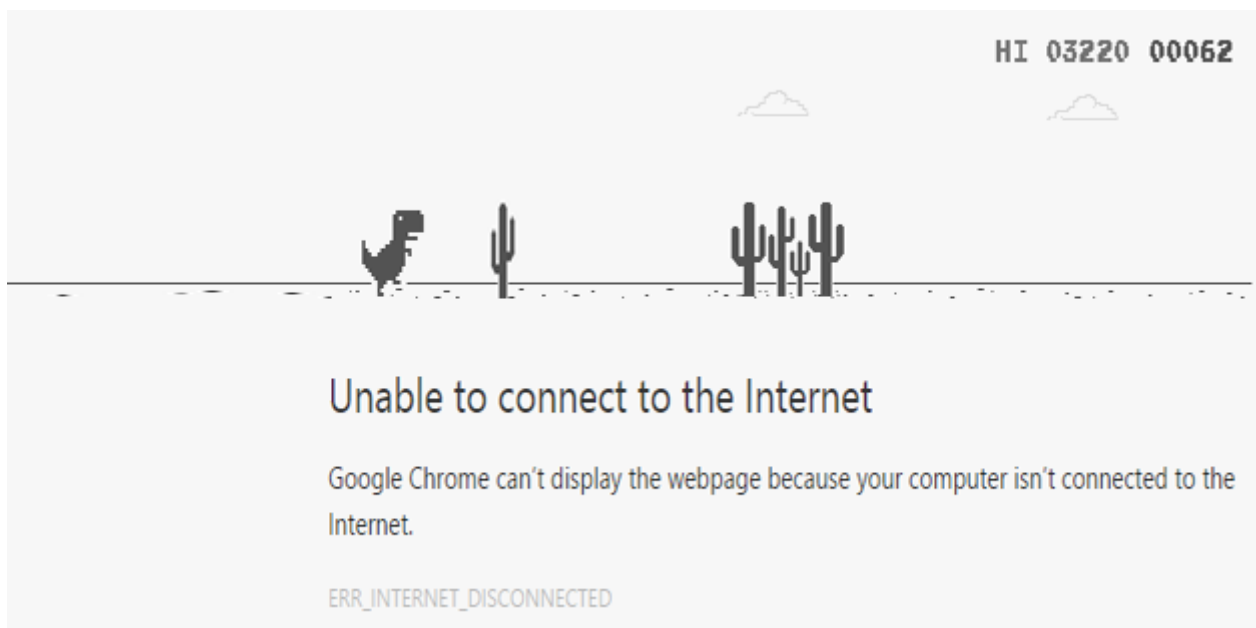 HI 03220 00062
Unable to connect to the Internet
Google Chrome can’t display the webpage because your computer isn’t connected to the
Internet.
ERR_INTERNET_DISCONNECTED